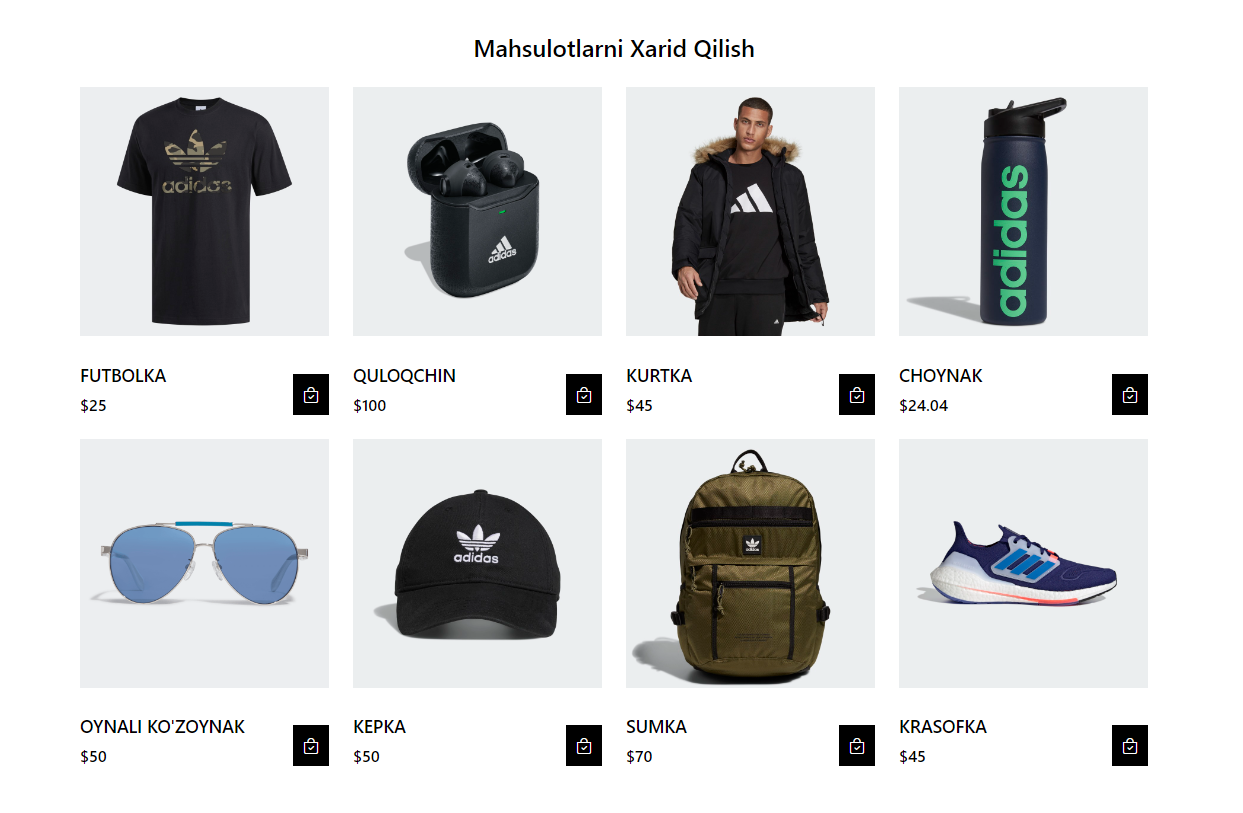 Mahsulotlarni Xarid Qilish
adidas
adidas
adidas
FUTBOLKA
$25
QULOQCHIN
$100
KURTKA
$45
CHOYNAK
$24.04
adidas
adidas
OYNALI KO'ZOYNAK
$50
KEPKA
$50
SUMKA
$70
KRASOFKA
$45